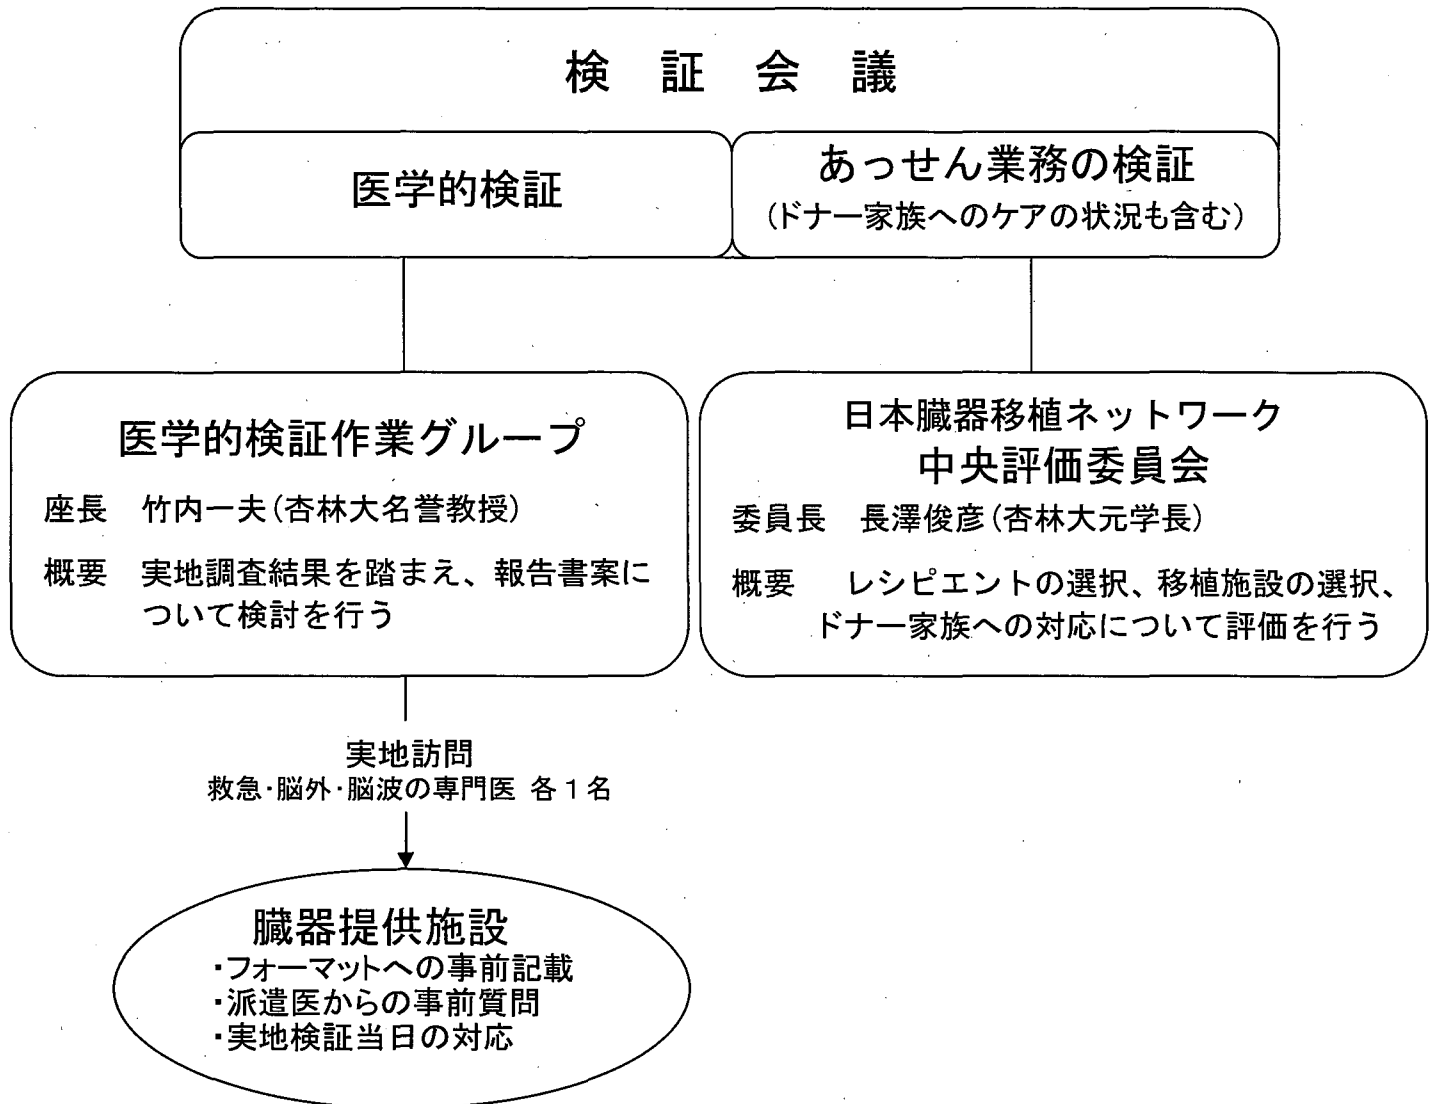 検　証　会　議
医学的検証
あっせん業務の検証
(ドナー家族へのケアの状況も含む)
医学的検証作業グループ
座長　竹内一夫(杏林大名誉教授)
概要　実地調査結果を踏まえ、報告書案に
ついて検討を行う
日本臓器移植ネットワーク
中央評価委員会
委員長　長澤俊彦(杏林大元学長)
概要　レシピエントの選択、移植施設の選択、
ドナー家族への対応について評価を行う
実地訪問
救急・脳外・脳波の専門医 各１名
臓器提供施設
・フォーマットへの事前記載
・派遣医からの事前質問
・実地検証当日の対応